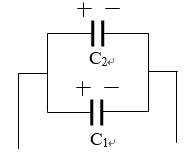 + −
C₂↵
+ −
C₁↵